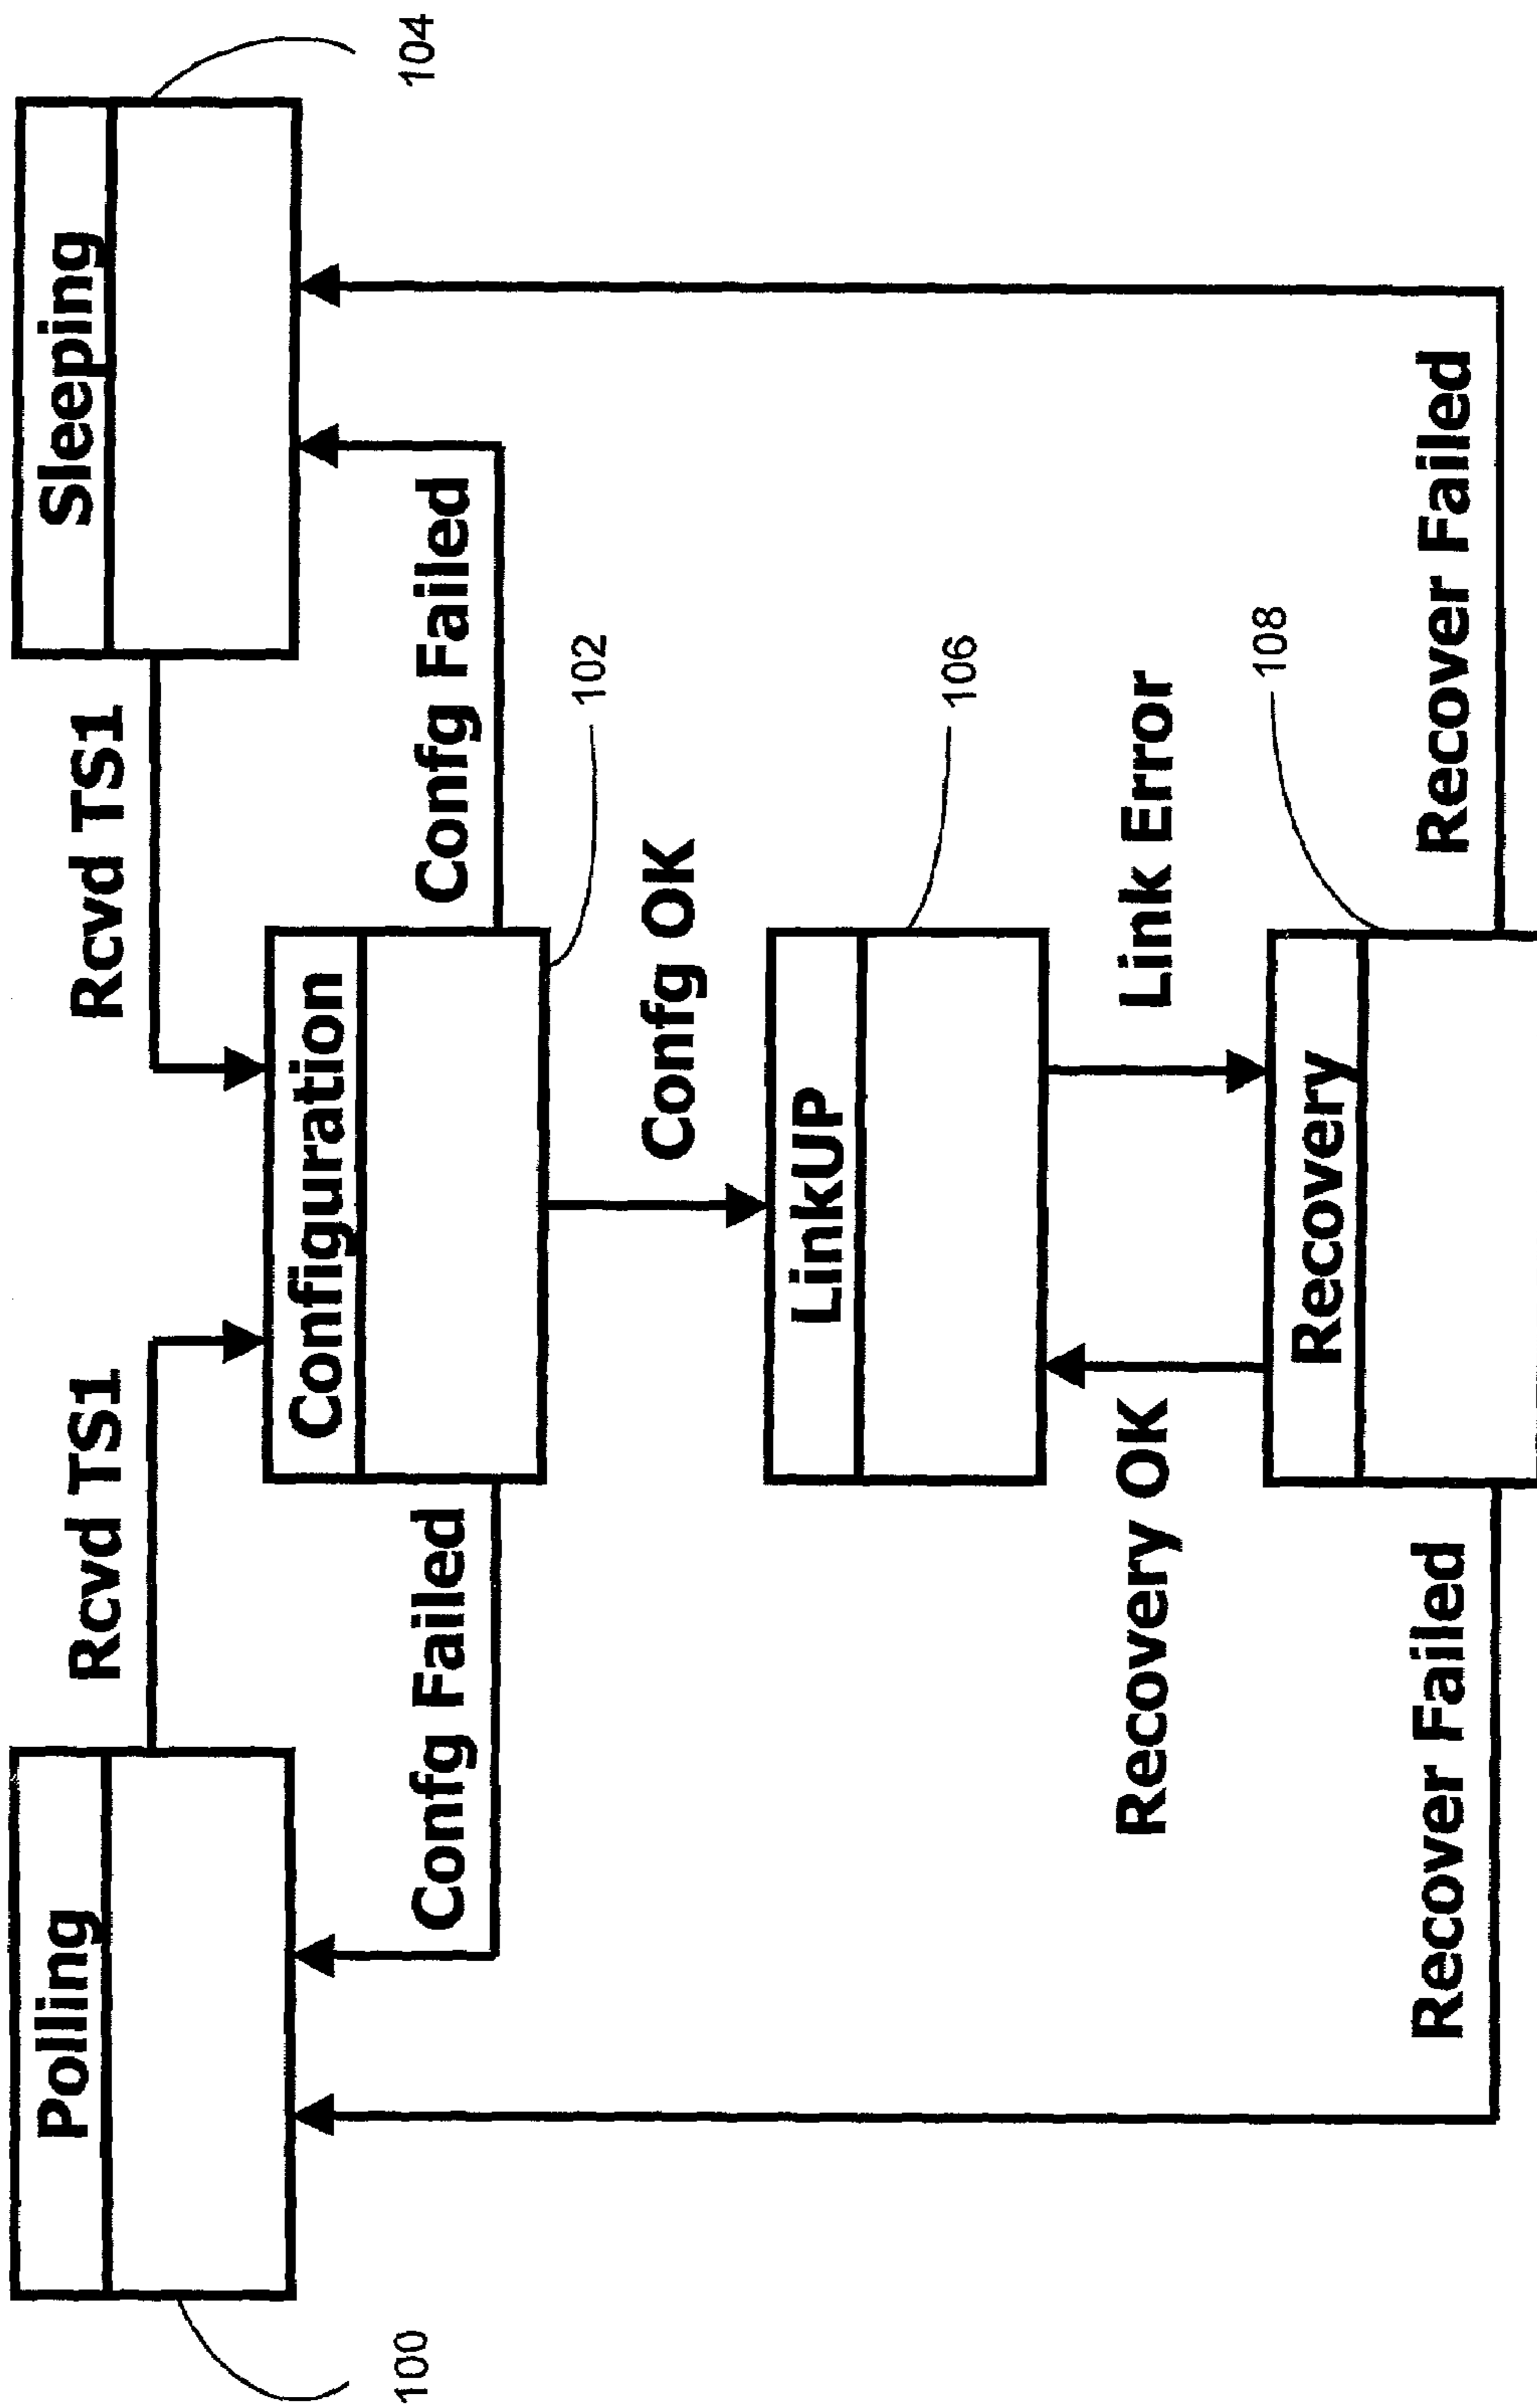 Polling
Sleeping
Rcvd TS1
Rcvd TS1
104
Configuration
100
Confg Failed
Confg Failed
102
Confg OK
LinkUP
106
Recovery OK
Link Error
Recovery
108
Recover Failed
Recover Failed